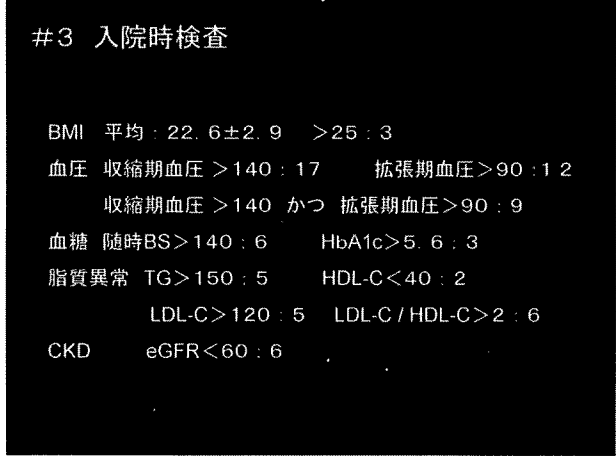 #3 入院時検査
BMI 平均：22.6±2.9 ＞25：3
血圧 収縮期血圧＞140：17 拡張期血圧＞90：12
収縮期血圧＞140 かつ 拡張期血圧＞90：9
血糖 随時BS＞140：6 HbA1c＞5.6：3
脂質異常 TG＞150：5 HDL-C＜40：2
LDL-C＞120：5 LDL-C / HDL-C＞2：6
CKD eGFR＜60：6